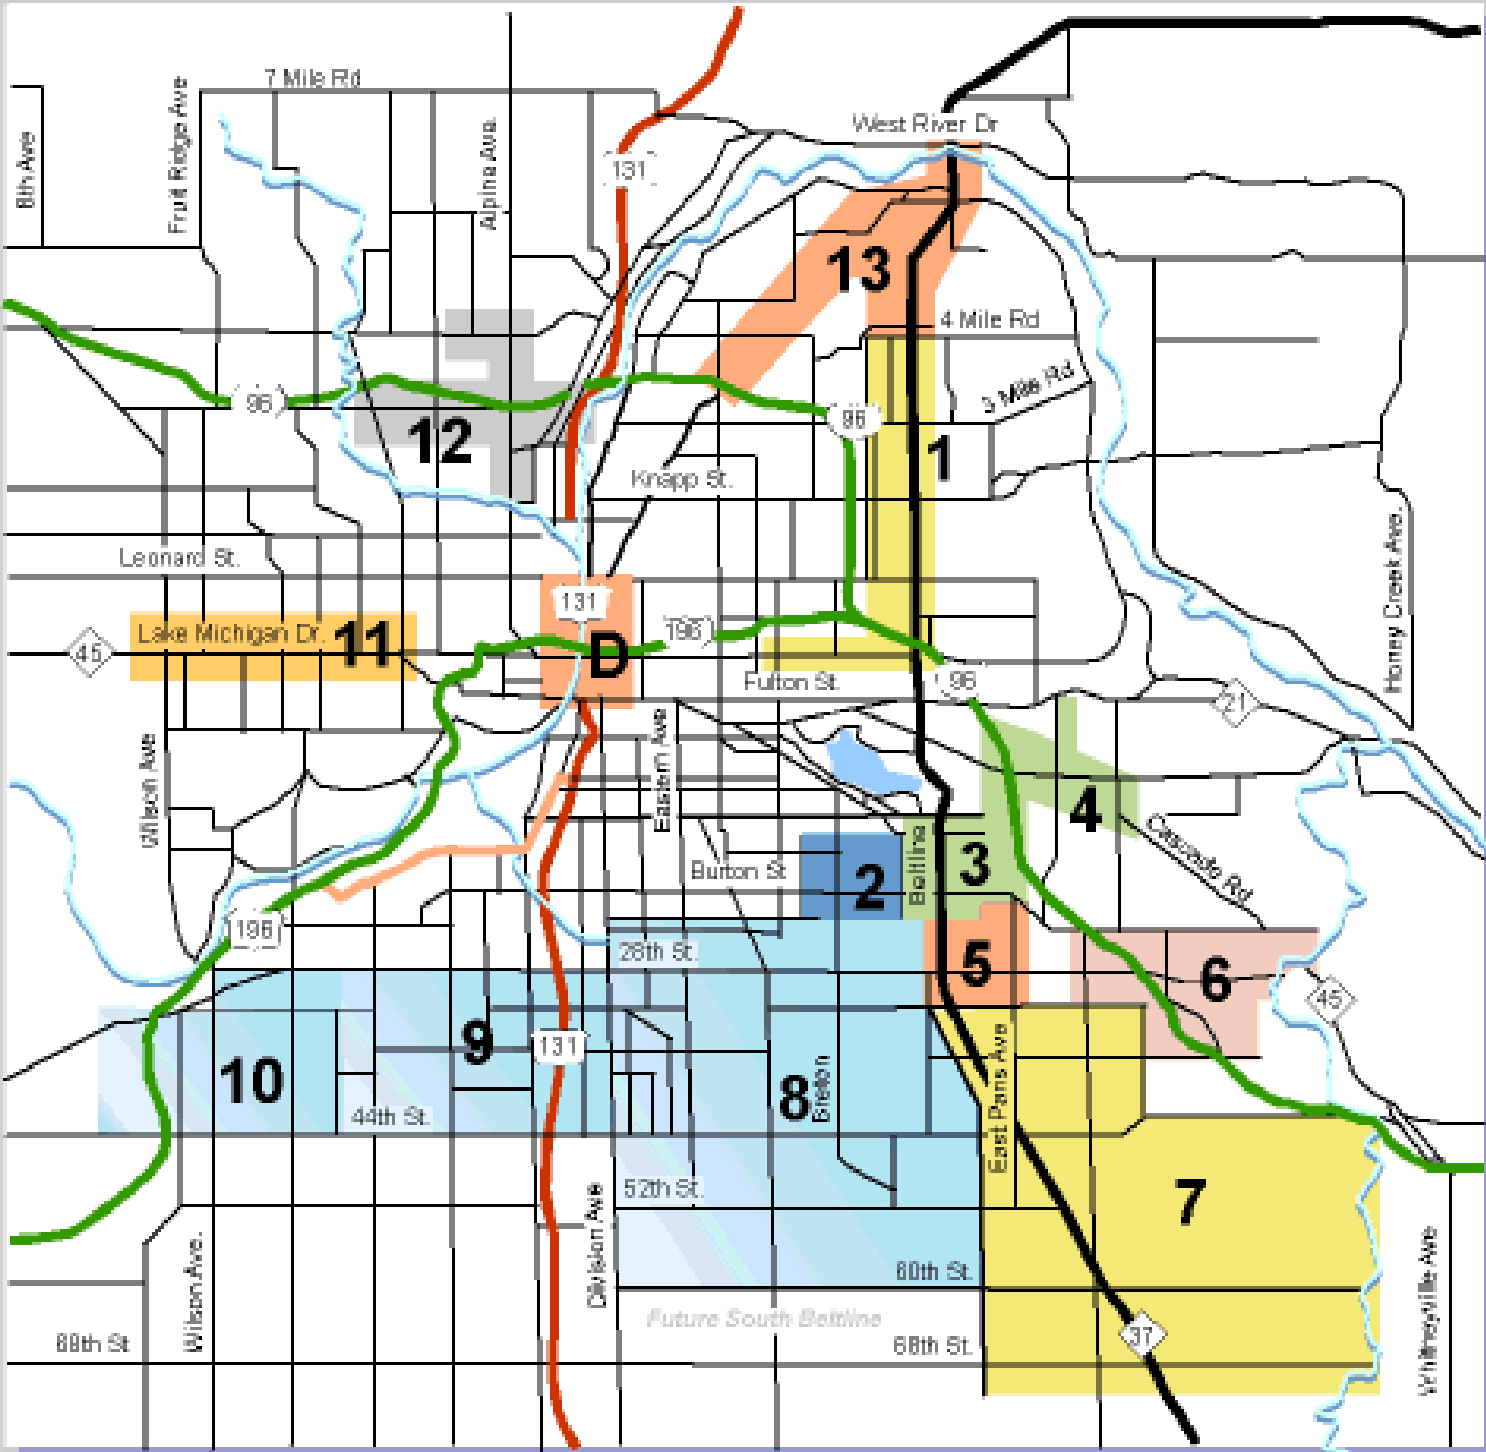 7 Mile Rd
West River Dr
8th Ave
Fruit Ridge Ave
Alpine Ave.
131
13
4 Mile Rd
3 Mile Rd
96
96
12
1
Knapp St.
Honey Creek Ave.
Leonard St.
131
Lake Michigan Dr.
11
45
196
D
Fulton St.
96
21
Wilson Ave
Eastern Ave
4
Cascade Rd
Burton St
2
Beltline
3
196
28th St.
5
6
45
9
131
10
8
Breton
East Paris Ave
44th St.
52th St.
7
Division Ave
Wilson Ave.
60th St.
Whitneyville Ave
Future South Beltline
68th St
68th St.
37